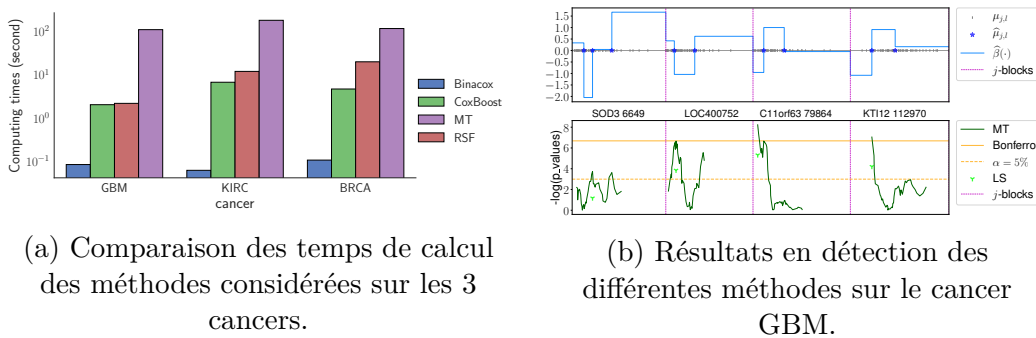 Computing times (second)
10^2
10^1
10^0
10^{-1}
GBM
KIRC
BRCA
cancer
Binacox
CoxBoost
MT
RSF
(a) Comparaison des temps de calcul
des méthodes considérées sur les 3
cancers.
1.5
1.0
0.5
0.0
−0.5
−1.0
−1.5
−2.0
μ_{j,l}
\widehat{μ}_{j,l}
\widehat{β}(·)
j-blocks
SOD3 6649
LOC400752
C11orf63 79864
KTI12 112970
-log(p_values)
8
6
4
2
0
MT
Bonferro
α = 5%
LS
j-blocks
(b) Résultats en détection des
différentes méthodes sur le cancer
GBM.